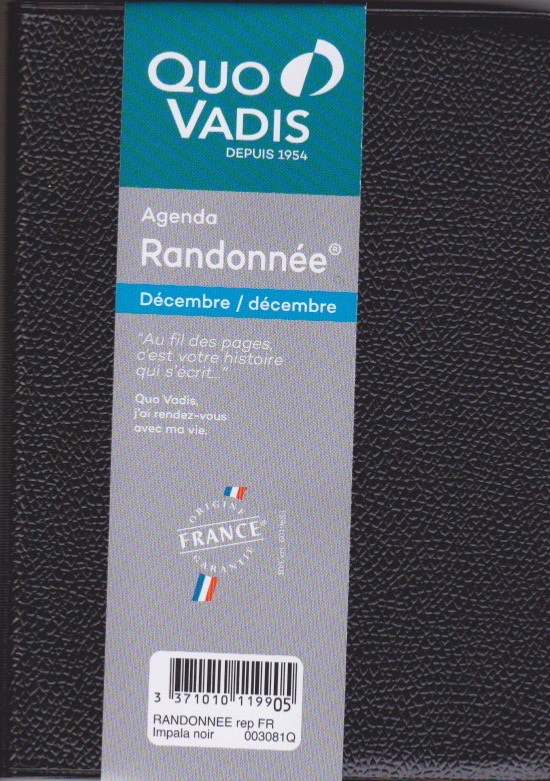 QUO
VADIS
DEPUIS 1954
Agenda
Randonnée®
Décembre / décembre
"Au fil des pages,
c'est votre histoire
qui s'écrit..."
Quo Vadis,
j'ai rendez-vous
avec ma vie.
ORIGINE
FRANCE®
GARANTIE
3 371010 119905
RANDONNEE rep FR
Impala noir 003081Q